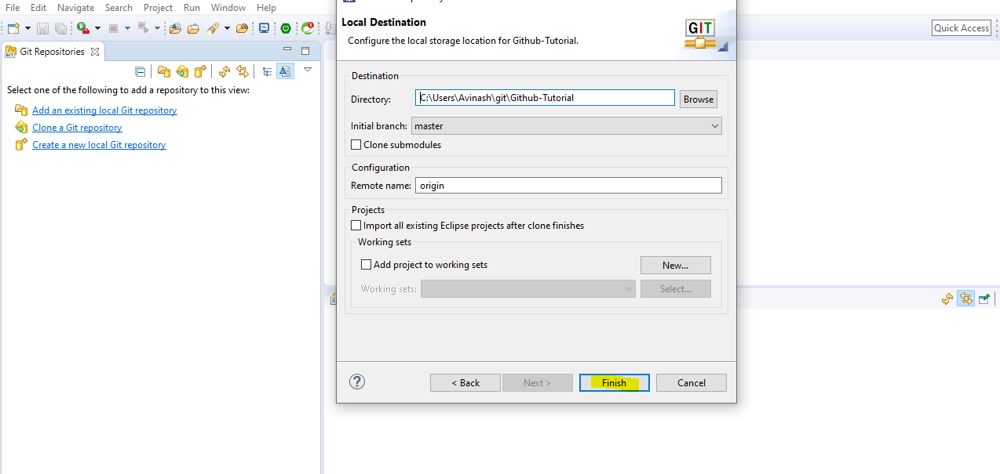 File Edit Navigate Search Project Run Window Help
Quick Access
Git Repositories
Select one of the following to add a repository to this view:
Add an existing local Git repository
Clone a Git repository
Create a new local Git repository
Local Destination
Configure the local storage location for Github-Tutorial.
GIT
Destination
Directory: C:\Users\Avinash\git\Github-Tutorial Browse
Initial branch: master
Clone submodules
Configuration
Remote name: origin
Projects
Import all existing Eclipse projects after clone finishes
Working sets
Add project to working sets New...
Working sets: Select...
? < Back Next > Finish Cancel